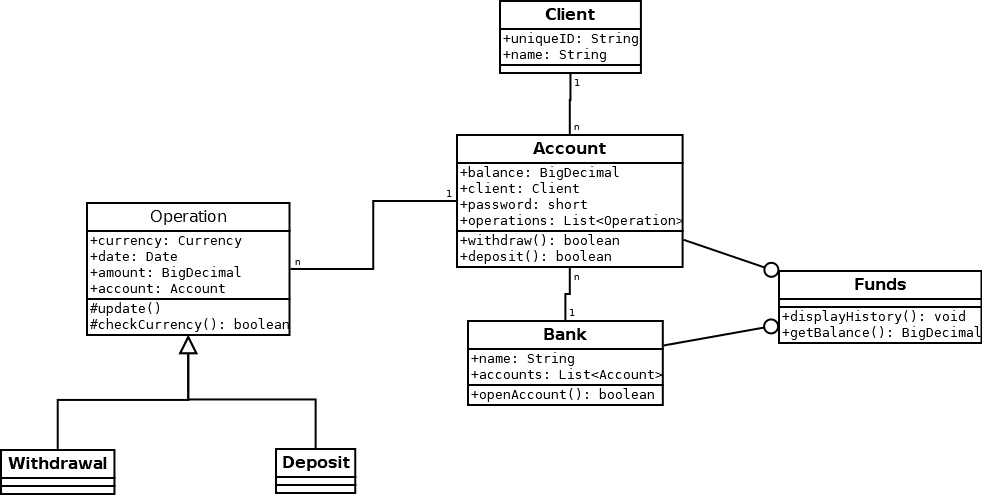 Client
+uniqueID: String
+name: String
1
n
Account
+balance: BigDecimal
+client: Client
+password: short
+operations: List<Operation>
+withdraw(): boolean
+deposit(): boolean
1
n
Operation
+currency: Currency
+date: Date
+amount: BigDecimal
+account: Account
#update()
#checkCurrency(): boolean
n
1
Funds
+displayHistory(): void
+getBalance(): BigDecimal
Bank
+name: String
+accounts: List<Account>
+openAccount(): boolean
Withdrawal
Deposit